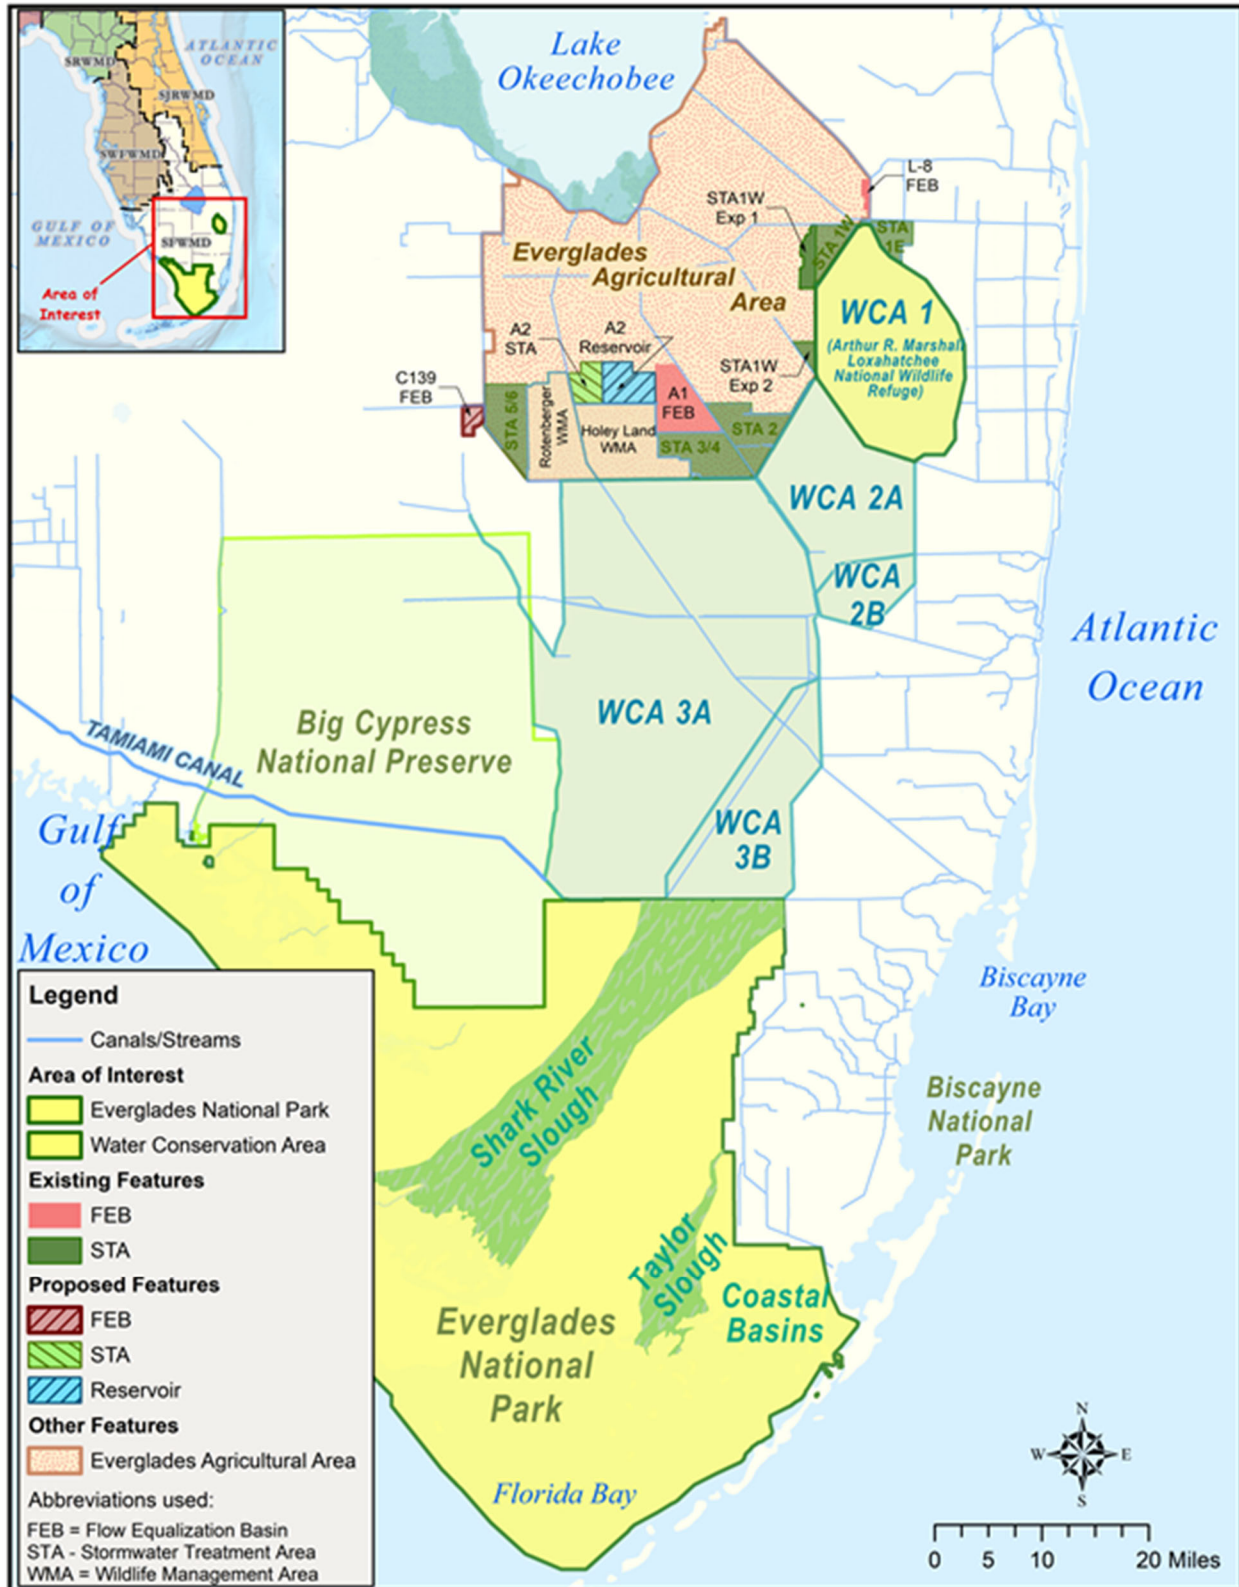 ATLANTIC
OCEAN
SRWMD
SJRWMD
SWFWMD
GULF OF
MEXICO
SFWMD
Area of
Interest
Lake
Okeechobee
L-8
FEB
STA1W
Exp 1
STA 1W
STA
1E
Everglades
Agricultural
Area
WCA 1
(Arthur R. Marshall
Loxahatchee
National Wildlife
Refuge)
A2
STA
A2
Reservoir
STA1W
Exp 2
C139
FEB
A1
FEB
STA 5/6
Rotenberger
WMA
Holey Land
WMA
STA 3/4
STA 2
WCA 2A
WCA
2B
Atlantic
Ocean
WCA 3A
Big Cypress
National Preserve
TAMIAMI CANAL
WCA
3B
Gulf
of
Mexico
Biscayne
Bay
Biscayne
National
Park
Shark River
Slough
Taylor
Slough
Coastal
Basins
Everglades
National
Park
Florida Bay
Legend
Canals/Streams
Area of Interest
Everglades National Park
Water Conservation Area
Existing Features
FEB
STA
Proposed Features
FEB
STA
Reservoir
Other Features
Everglades Agricultural Area
Abbreviations used:
FEB = Flow Equalization Basin
STA - Stormwater Treatment Area
WMA = Wildlife Management Area
N
W E
S
0 5 10 20 Miles